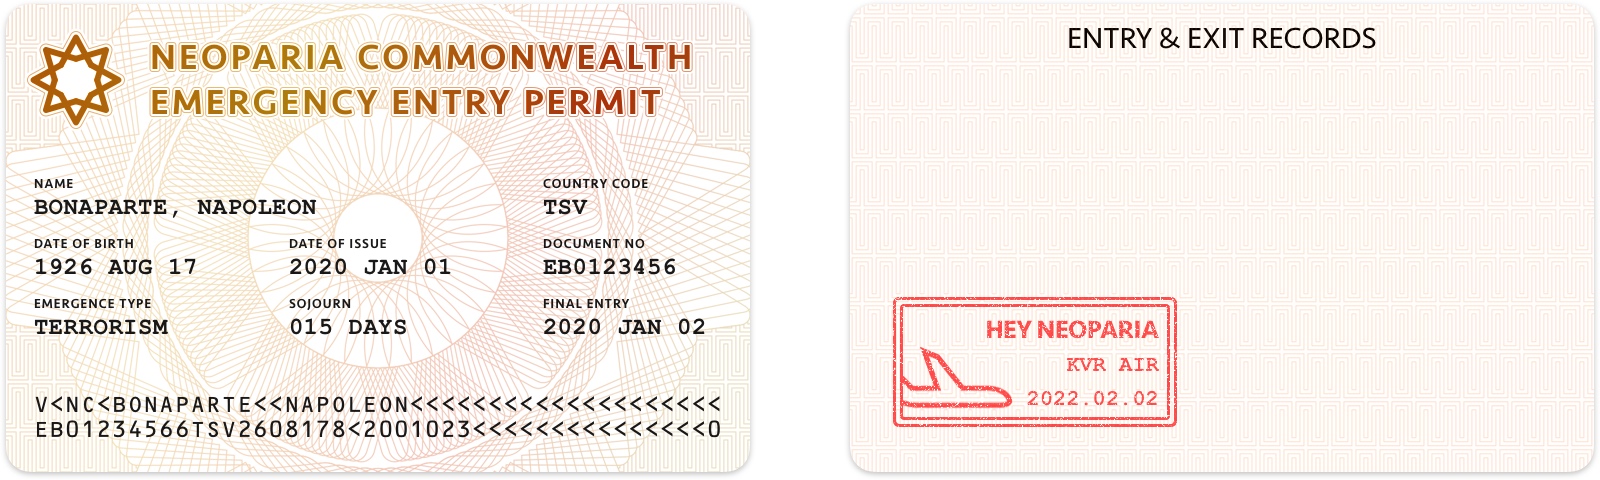 NEOPARIA COMMONWEALTH
EMERGENCY ENTRY PERMIT
NAME
BONAPARTE, NAPOLEON
COUNTRY CODE
TSV
DATE OF BIRTH
1926 AUG 17
DATE OF ISSUE
2020 JAN 01
DOCUMENT NO
EB0123456
EMERGENCE TYPE
TERRORISM
SOJOURN
015 DAYS
FINAL ENTRY
2020 JAN 02
V<NC<BONAPARTE<<NAPOLEON<<<<<<<<<<<<<<<<<<<<
EB01234566TSV2608178<2001023<<<<<<<<<<<<<<<0
ENTRY & EXIT RECORDS
HEY NEOPARIA
KVR AIR
2022.02.02